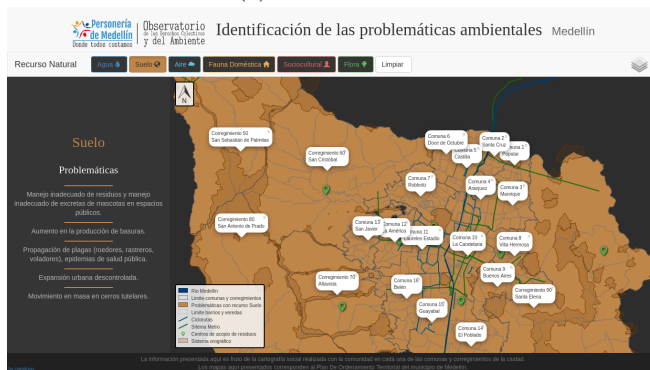 Personería
de Medellín
Donde todos contamos
Observatorio
de los Derechos Colectivos
y del Ambiente
Identificación de las problemáticas ambientales Medellín
Recurso Natural Agua Suelo Aire Fauna Doméstica Sociocultural Flora Limpiar
N
Suelo
Problemáticas
Manejo inadecuado de residuos y manejo
inadecuado de excretas de mascotas en espacios
públicos.
Aumento en la producción de basuras.
Propagación de plagas (roedores, rastreros,
voladores), epidemias de salud pública.
Expansión urbana descontrolada.
Movimiento en masa en cerros tutelares.
Corregimiento 50
San Sebastián de Palmitas
Corregimiento 60
San Cristóbal
Comuna 6
Doce de Octubre
Comuna 5
Castilla
Comuna 2
Santa Cruz
Comuna 1
Popular
Comuna 7
Robledo
Comuna 4
Aranjuez
Comuna 3
Manrique
Corregimiento 80
San Antonio de Prado
Comuna 13
San Javier
Comuna 12
La América
Comuna 11
Laureles Estadio
Comuna 10
La Candelaria
Comuna 8
Villa Hermosa
Comuna 9
Buenos Aires
Corregimiento 70
Altavista
Comuna 16
Belén
Corregimiento 90
Santa Elena
Comuna 15
Guayabal
Comuna 14
El Poblado
Río Medellín
Límite comunas y corregimientos
Problemáticas con recurso Suelo
Límite barrios y veredas
Ciclorutas
Sitema Metro
Centros de acopio de residuos
Sistema orográfico
La información presentada aquí es fruto de la cartografía social realizada con la comunidad en cada una de las comunas y corregimientos de la ciudad.
Los mapas aquí presentados corresponden al Plan De Ordenamiento Territorial del municipio de Medellín.